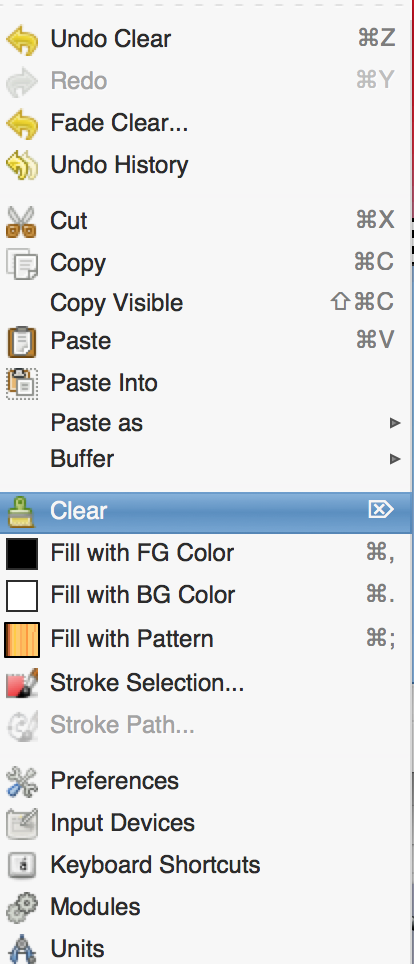 Undo Clear ⌘Z
Redo ⌘Y
Fade Clear...
Undo History
Cut ⌘X
Copy ⌘C
Copy Visible ⇧⌘C
Paste ⌘V
Paste Into
Paste as
Buffer
Clear ⌦
Fill with FG Color ⌘,
Fill with BG Color ⌘.
Fill with Pattern ⌘;
Stroke Selection...
Stroke Path...
Preferences
Input Devices
Keyboard Shortcuts
Modules
Units